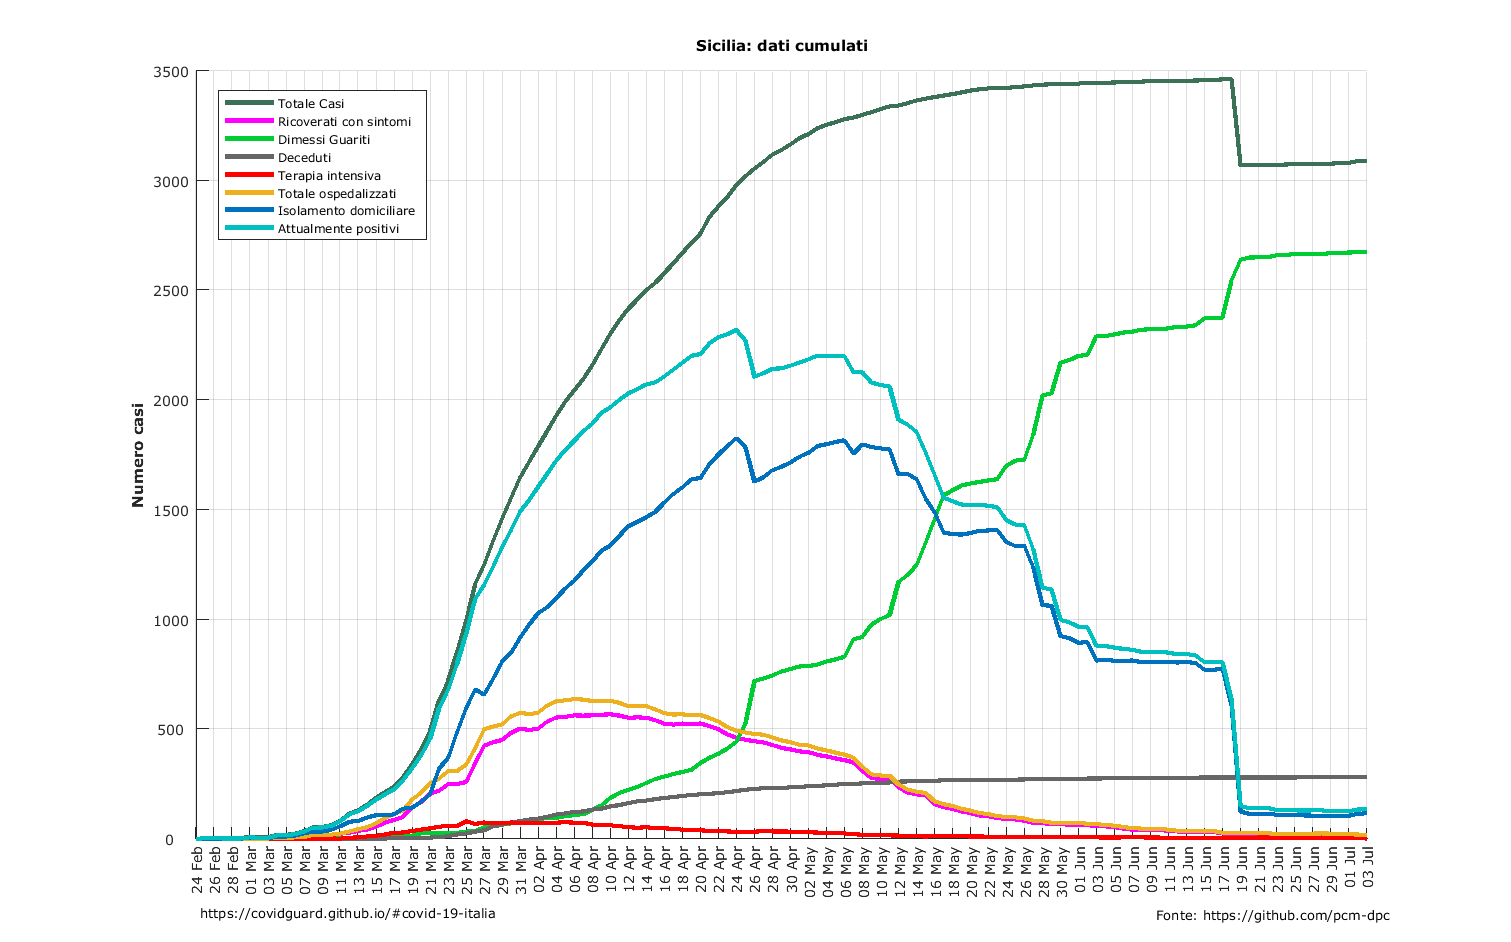 Sicilia: dati cumulati
3500
3000
2500
2000
1500
1000
500
0
Numero casi
Totale Casi
Ricoverati con sintomi
Dimessi Guariti
Deceduti
Terapia intensiva
Totale ospedalizzati
Isolamento domiciliare
Attualmente positivi
24 Feb
26 Feb
28 Feb
01 Mar
03 Mar
05 Mar
07 Mar
09 Mar
11 Mar
13 Mar
15 Mar
17 Mar
19 Mar
21 Mar
23 Mar
25 Mar
27 Mar
29 Mar
31 Mar
02 Apr
04 Apr
06 Apr
08 Apr
10 Apr
12 Apr
14 Apr
16 Apr
18 Apr
20 Apr
22 Apr
24 Apr
26 Apr
28 Apr
30 Apr
02 May
04 May
06 May
08 May
10 May
12 May
14 May
16 May
18 May
20 May
22 May
24 May
26 May
28 May
30 May
01 Jun
03 Jun
05 Jun
07 Jun
09 Jun
11 Jun
13 Jun
15 Jun
17 Jun
19 Jun
21 Jun
23 Jun
25 Jun
27 Jun
29 Jun
01 Jul
03 Jul
https://covidguard.github.io/#covid-19-italia
Fonte: https://github.com/pcm-dpc